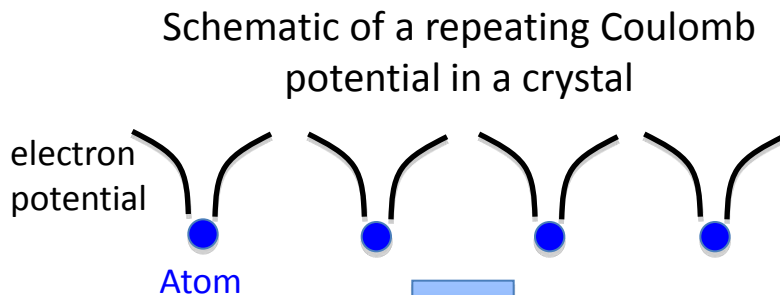 Schematic of a repeating Coulomb
potential in a crystal
electron
potential
Atom